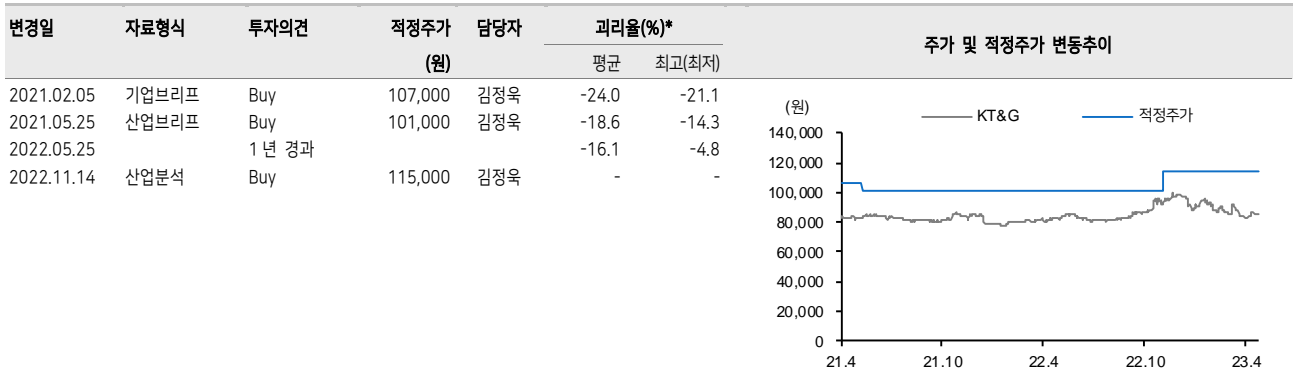 변경일 자료형식 투자의견 적정주가 담당자 괴리율(%)* 주가 및 적정주가 변동추이
(원) 평균 최고(최저)
2021.02.05 기업브리프 Buy 107,000 김정욱 -24.0 -21.1
2021.05.25 산업브리프 Buy 101,000 김정욱 -18.6 -14.3
2022.05.25 1년 경과 -16.1 -4.8
2022.11.14 산업분석 Buy 115,000 김정욱 - -
(원) KT&G 적정주가
140,000
120,000
100,000
80,000
60,000
40,000
20,000
0
21.4 21.10 22.4 22.10 23.4